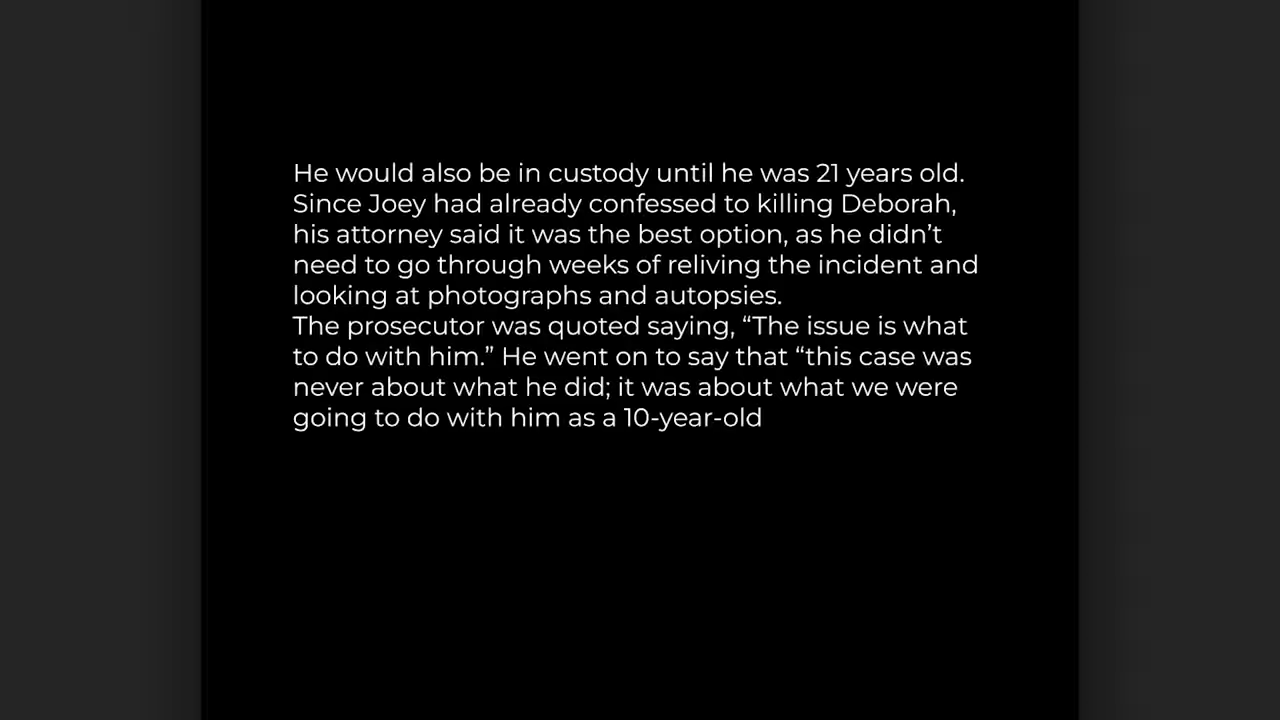 He would also be in custody until he was 21 years old.
Since Joey had already confessed to killing Deborah,
his attorney said it was the best option, as he didn’t
need to go through weeks of reliving the incident and
looking at photographs and autopsies.
The prosecutor was quoted saying, “The issue is what
to do with him.” He went on to say that “this case was
never about what he did; it was about what we were
going to do with him as a 10-year-old